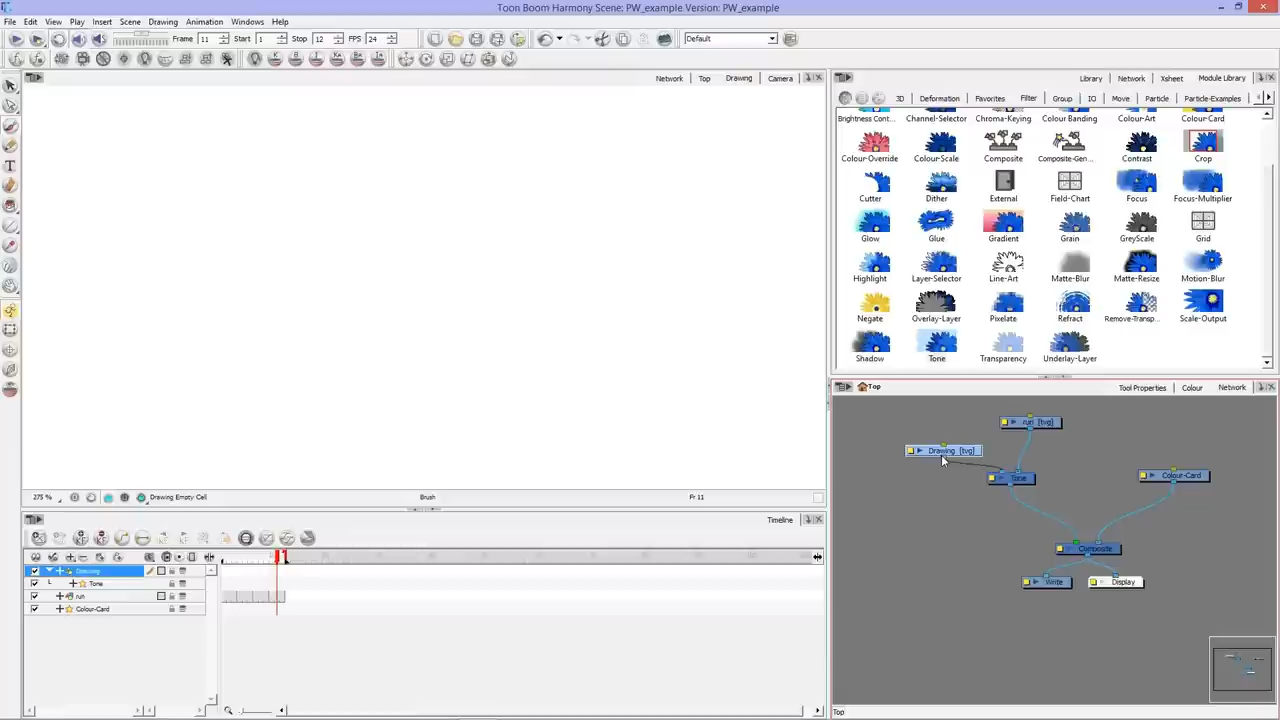 Toon Boom Harmony Scene: PW_example Version: PW_example
File Edit View Play Insert Scene Drawing Animation Windows Help
Frame 11 Start 1 Stop 12 FPS 24 Default
Network Top Drawing Camera
Library Network Xsheet Module Library
3D Deformation Favorites Filter Group IO Move Particle Particle-Examples
Brightness Cont... Channel-Selector Chroma-Keying Colour Banding Colour-Art Colour-Card
Colour-Override Colour-Scale Composite Composite-Gen... Contrast Crop
Cutter Dither External Field-Chart Focus Focus-Multiplier
Glow Glue Gradient Grain GreyScale Grid
Highlight Layer-Selector Line-Art Matte-Blur Matte-Resize Motion-Blur
Negate Overlay-Layer Pixelate Refract Remove-Transp... Scale-Output
Shadow Tone Transparency Underlay-Layer
Top
Tool Properties Colour Network
run [tvg]
Drawing [tvg]
Tone
Colour-Card
Composite
Write Display
Top
275 % Drawing Empty Cell Brush Fr 11
Timeline
Drawing
Tone
run
Colour-Card